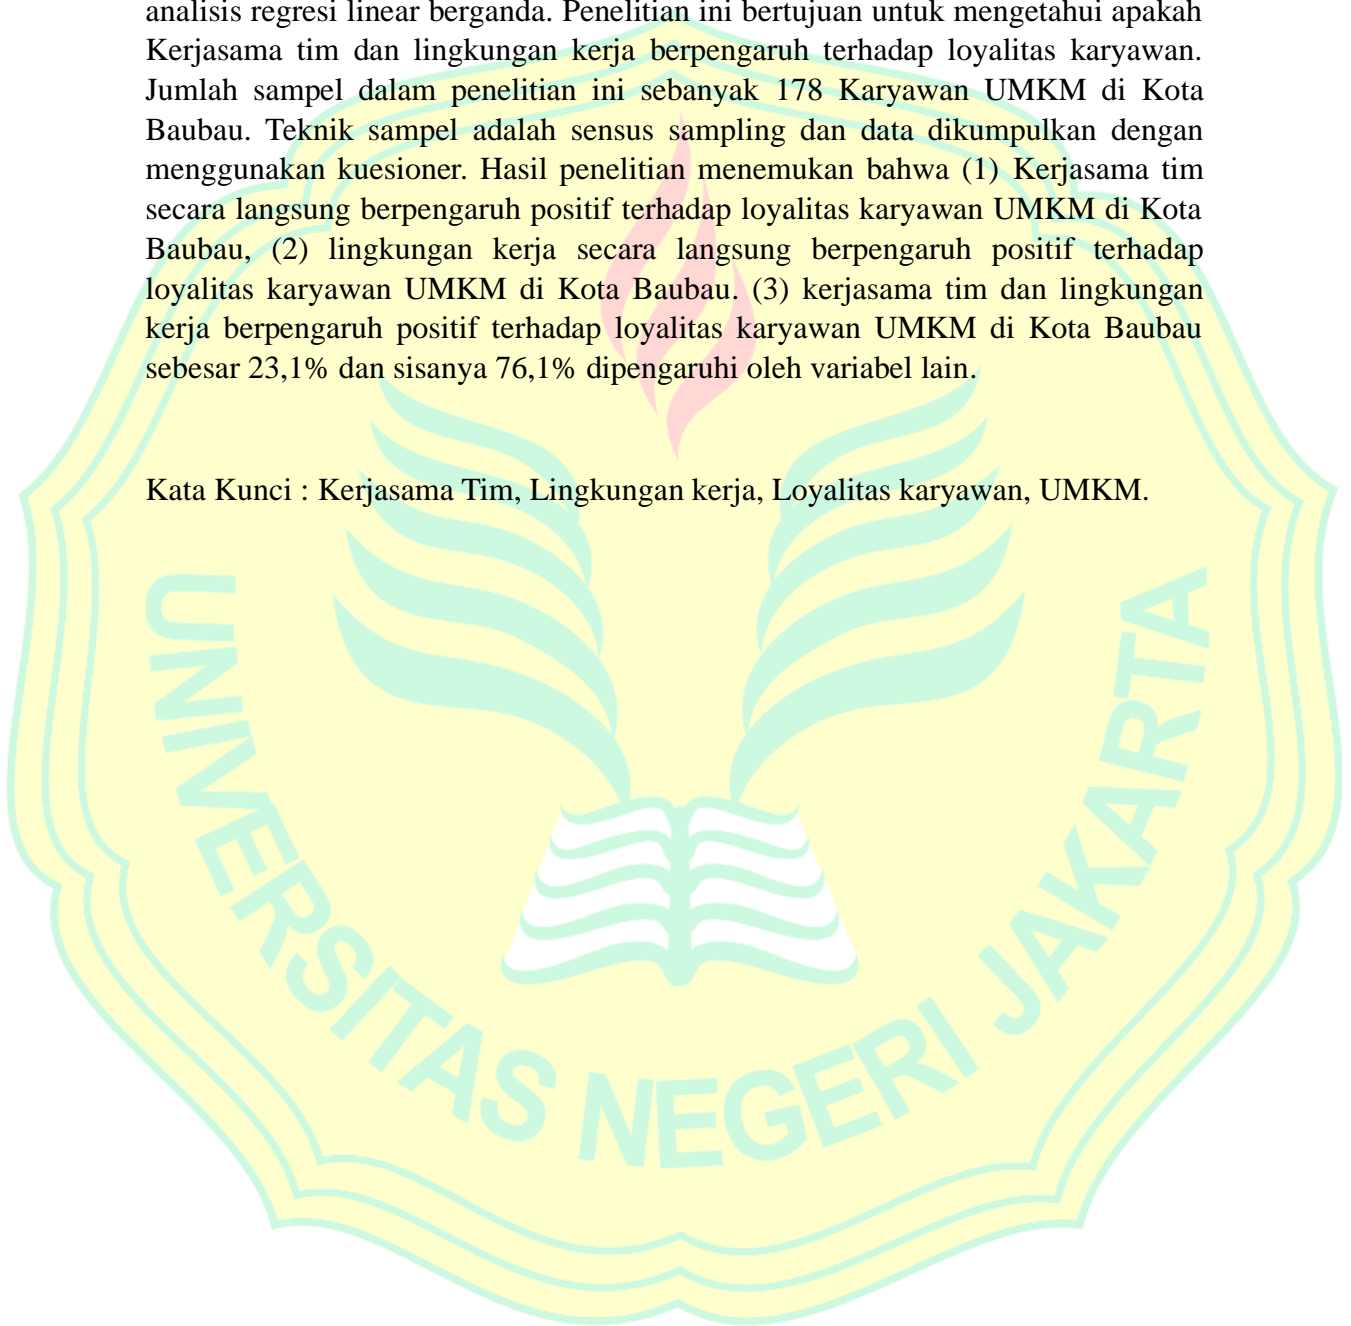 analisis regresi linear berganda. Penelitian ini bertujuan untuk mengetahui apakah
Kerjasama tim dan lingkungan kerja berpengaruh terhadap loyalitas karyawan.
Jumlah sampel dalam penelitian ini sebanyak 178 Karyawan UMKM di Kota
Baubau. Teknik sampel adalah sensus sampling dan data dikumpulkan dengan
menggunakan kuesioner. Hasil penelitian menemukan bahwa (1) Kerjasama tim
secara langsung berpengaruh positif terhadap loyalitas karyawan UMKM di Kota
Baubau, (2) lingkungan kerja secara langsung berpengaruh positif terhadap
loyalitas karyawan UMKM di Kota Baubau. (3) kerjasama tim dan lingkungan
kerja berpengaruh positif terhadap loyalitas karyawan UMKM di Kota Baubau
sebesar 23,1% dan sisanya 76,1% dipengaruhi oleh variabel lain.
Kata Kunci : Kerjasama Tim, Lingkungan kerja, Loyalitas karyawan, UMKM.
UNIVERSITAS NEGERI JAKARTA